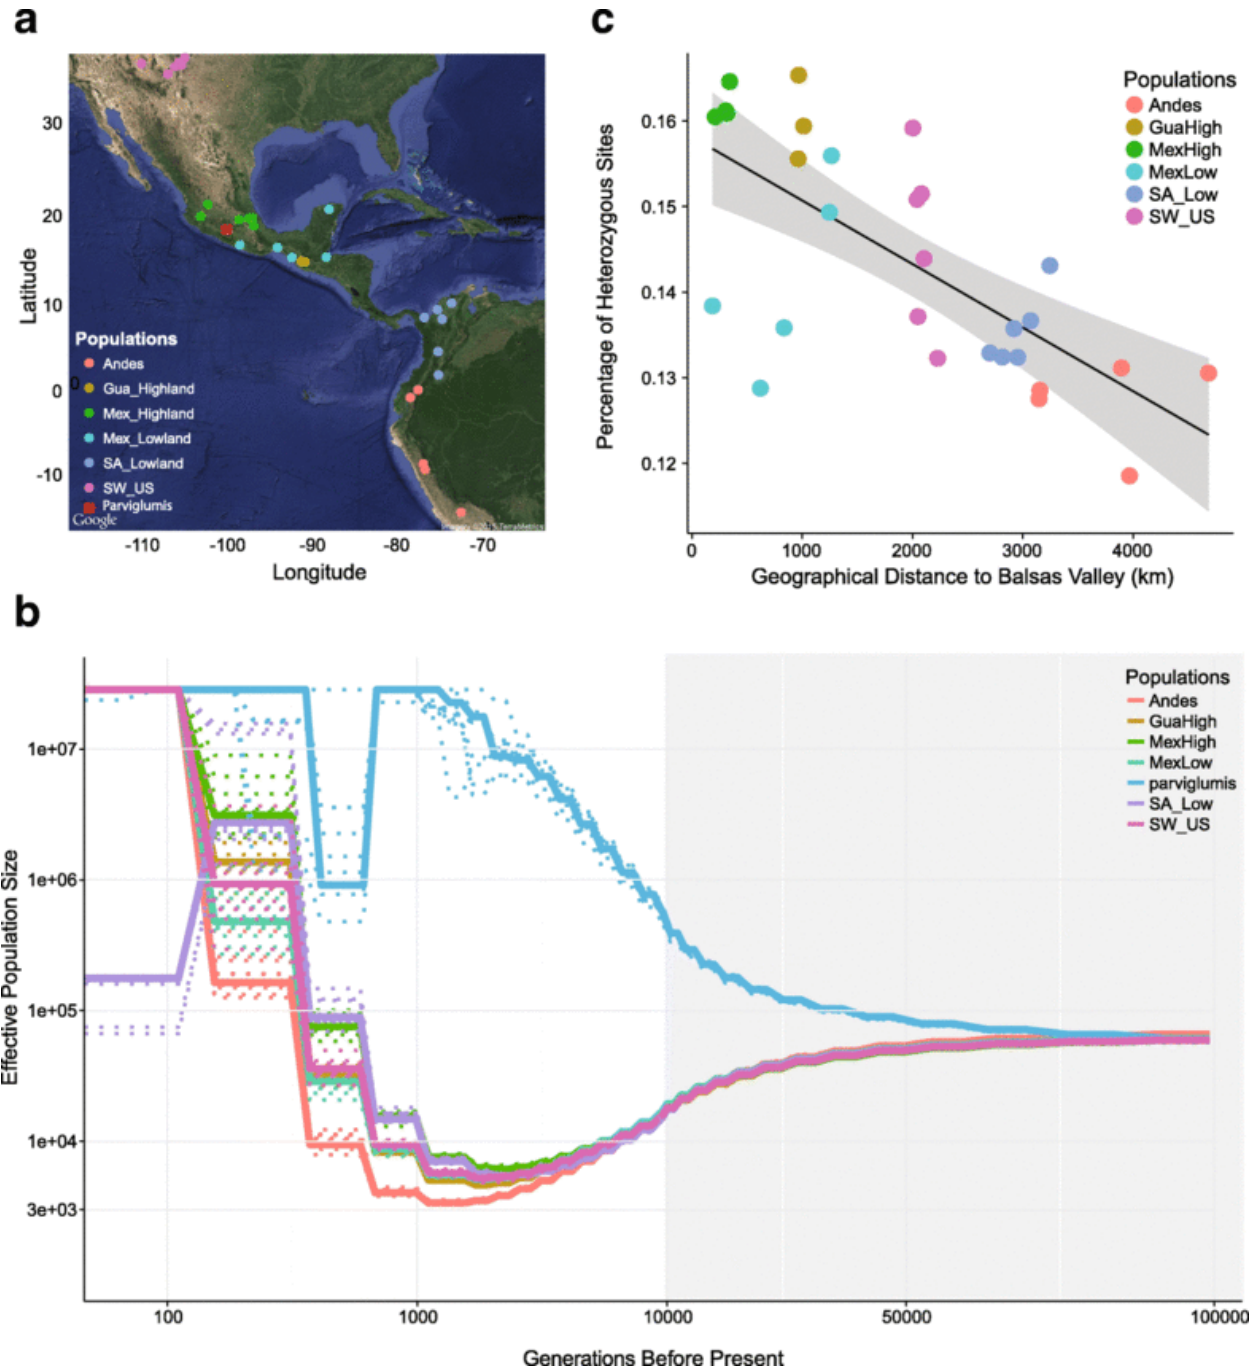 a
30
20
10
0
0
-10
Latitude
Populations
Andes
Gua_Highland
Mex_Highland
Mex_Lowland
SA_Lowland
SW_US
Parviglumis
Google
-110 -100 -90 -80 -70
Longitude
c
Percentage of Heterozygous Sites
0.16
0.15
0.14
0.13
0.12
Populations
Andes
GuaHigh
MexHigh
MexLow
SA_Low
SW_US
0 1000 2000 3000 4000
Geographical Distance to Balsas Valley (km)
b
Effective Population Size
1e+07
1e+06
1e+05
1e+04
3e+03
Populations
Andes
GuaHigh
MexHigh
MexLow
parviglumis
SA_Low
SW_US
100 1000 10000 50000 100000
Generations Before Present